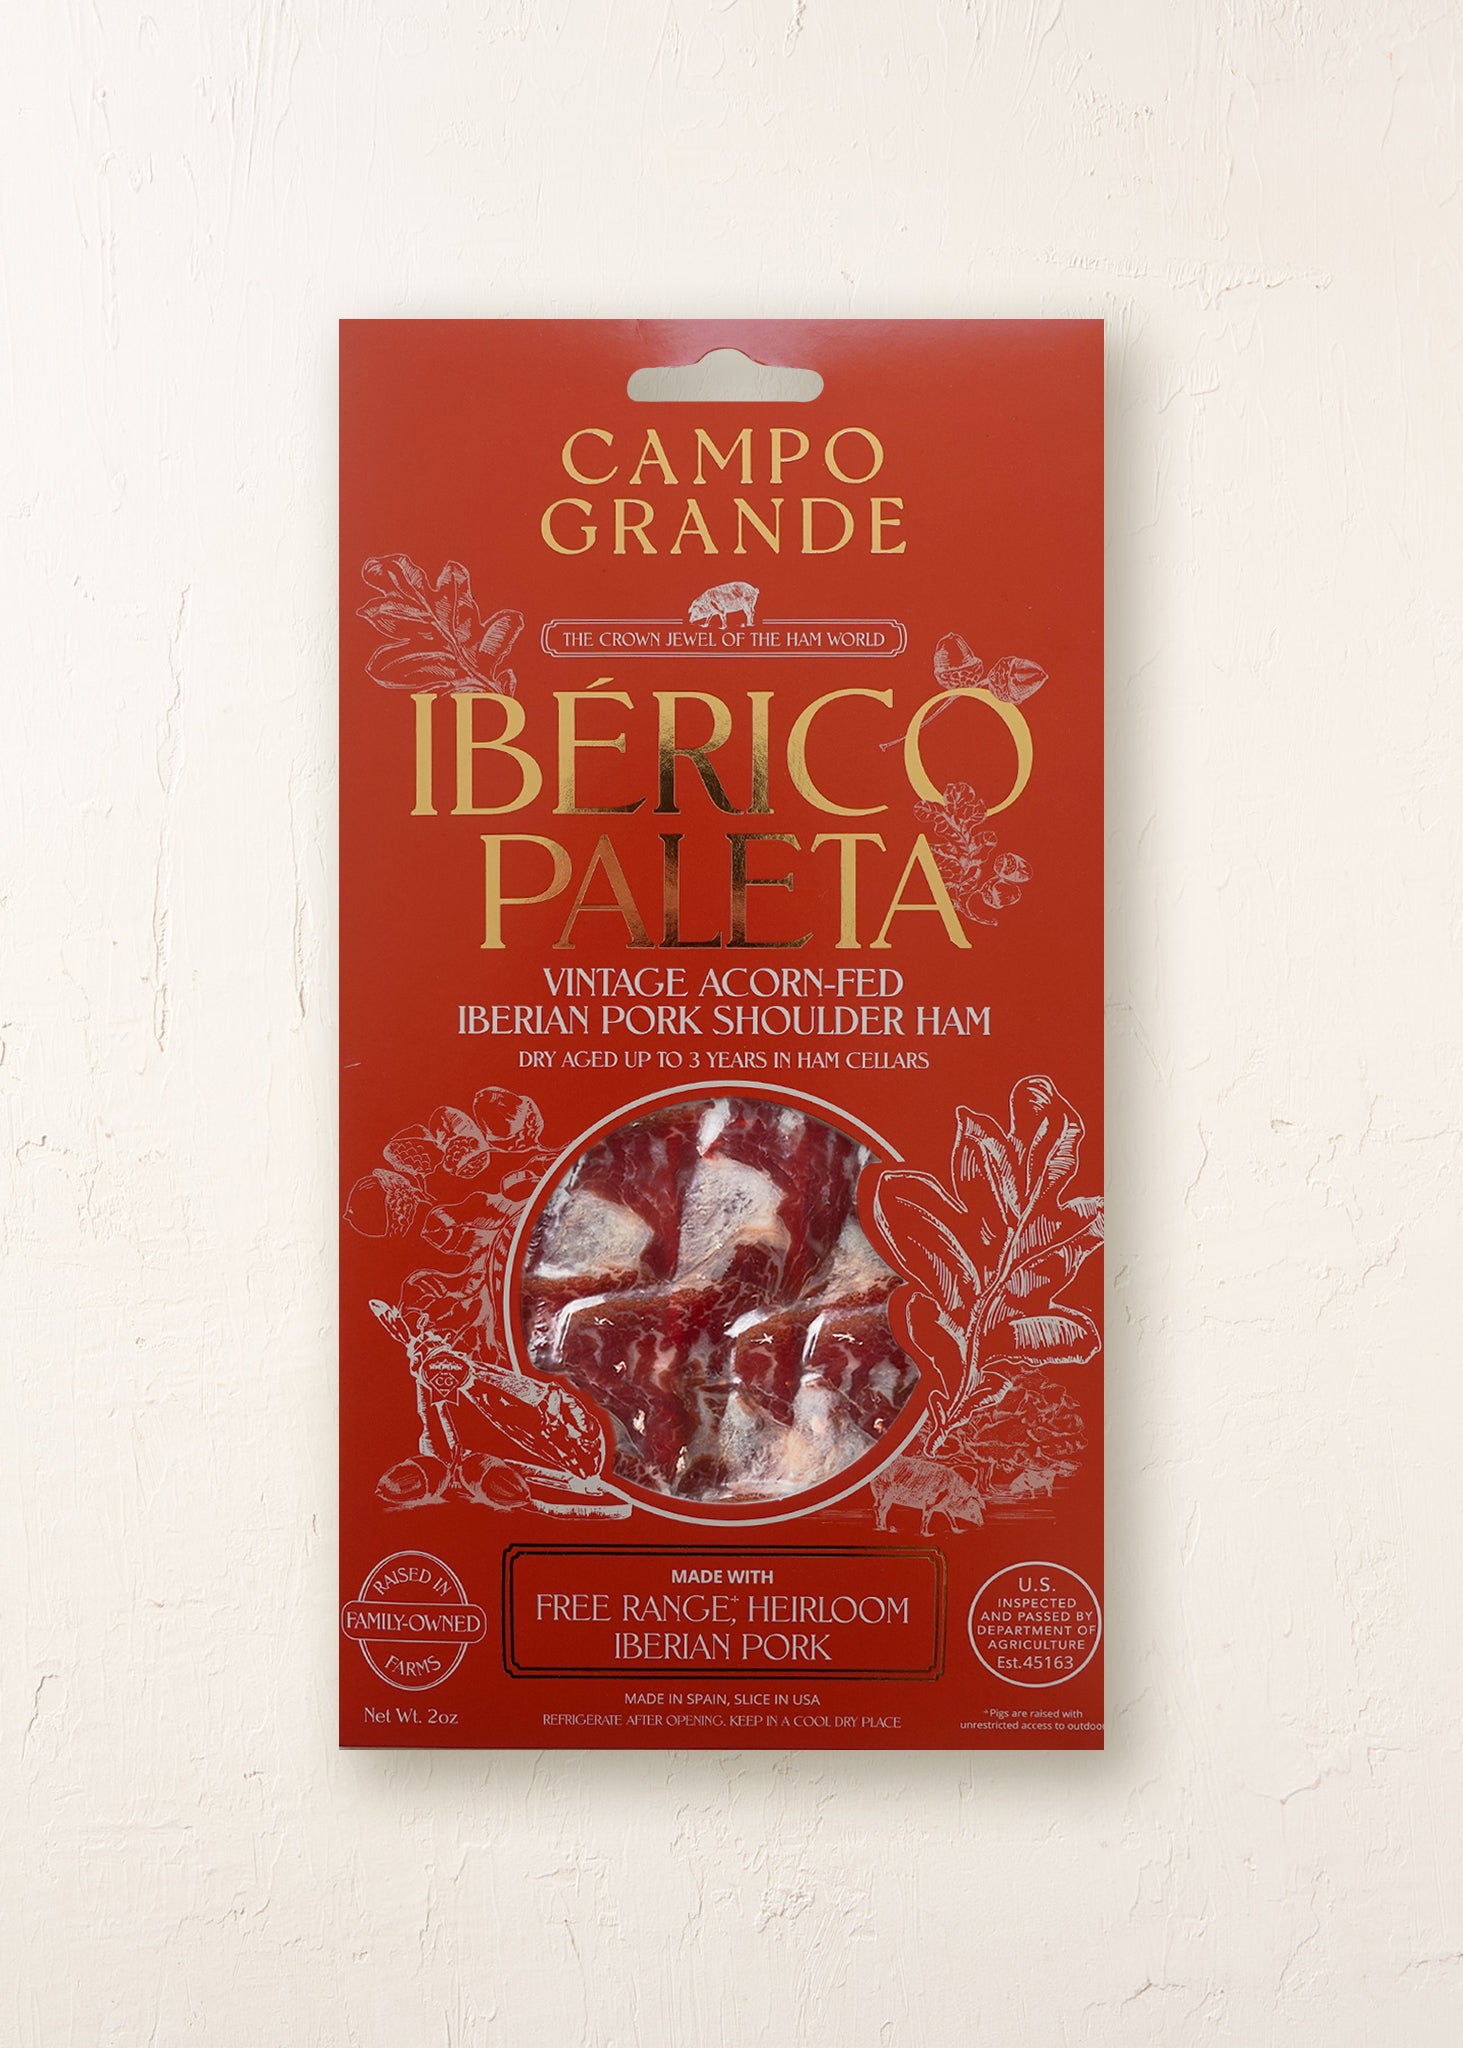 CAMPO
GRANDE
THE CROWN JEWEL OF THE HAM WORLD
IBÉRICO
PALETA
VINTAGE ACORN-FED
IBERIAN PORK SHOULDER HAM
DRY AGED UP TO 3 YEARS IN HAM CELLARS
CG
RAISED IN
FAMILY-OWNED
FARMS
Net Wt. 2oz
MADE WITH
FREE RANGE⁺, HEIRLOOM
IBERIAN PORK
MADE IN SPAIN, SLICE IN USA
REFRIGERATE AFTER OPENING. KEEP IN A COOL DRY PLACE
U.S.
INSPECTED
AND PASSED BY
DEPARTMENT OF
AGRICULTURE
Est.45163
⁺Pigs are raised with
unrestricted access to outdoo